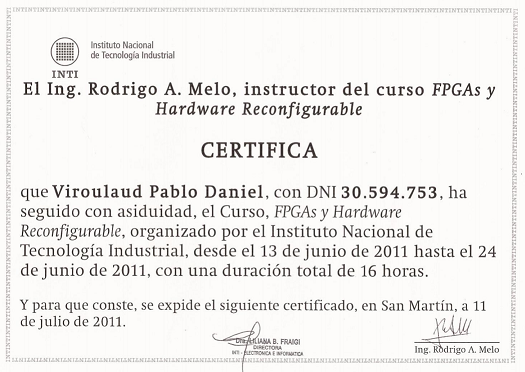 Instituto Nacional
de Tecnología Industrial
INTI
El Ing. Rodrigo A. Melo, instructor del curso FPGAs y
Hardware Reconfigurable
CERTIFICA
que Viroulaud Pablo Daniel, con DNI 30.594.753, ha
seguido con asiduidad, el Curso, FPGAs y Hardware
Reconfigurable, organizado por el Instituto Nacional de
Tecnología Industrial, desde el 13 de junio de 2011 hasta el 24
de junio de 2011, con una duración total de 16 horas.
Y para que conste, se expide el siguiente certificado, en San Martín, a 11
de julio de 2011.
LILIANA B. FRAIGI
DIRECTORA
INTI - ELECTRONICA E INFORMATICA
Ing. Rodrigo A. Melo